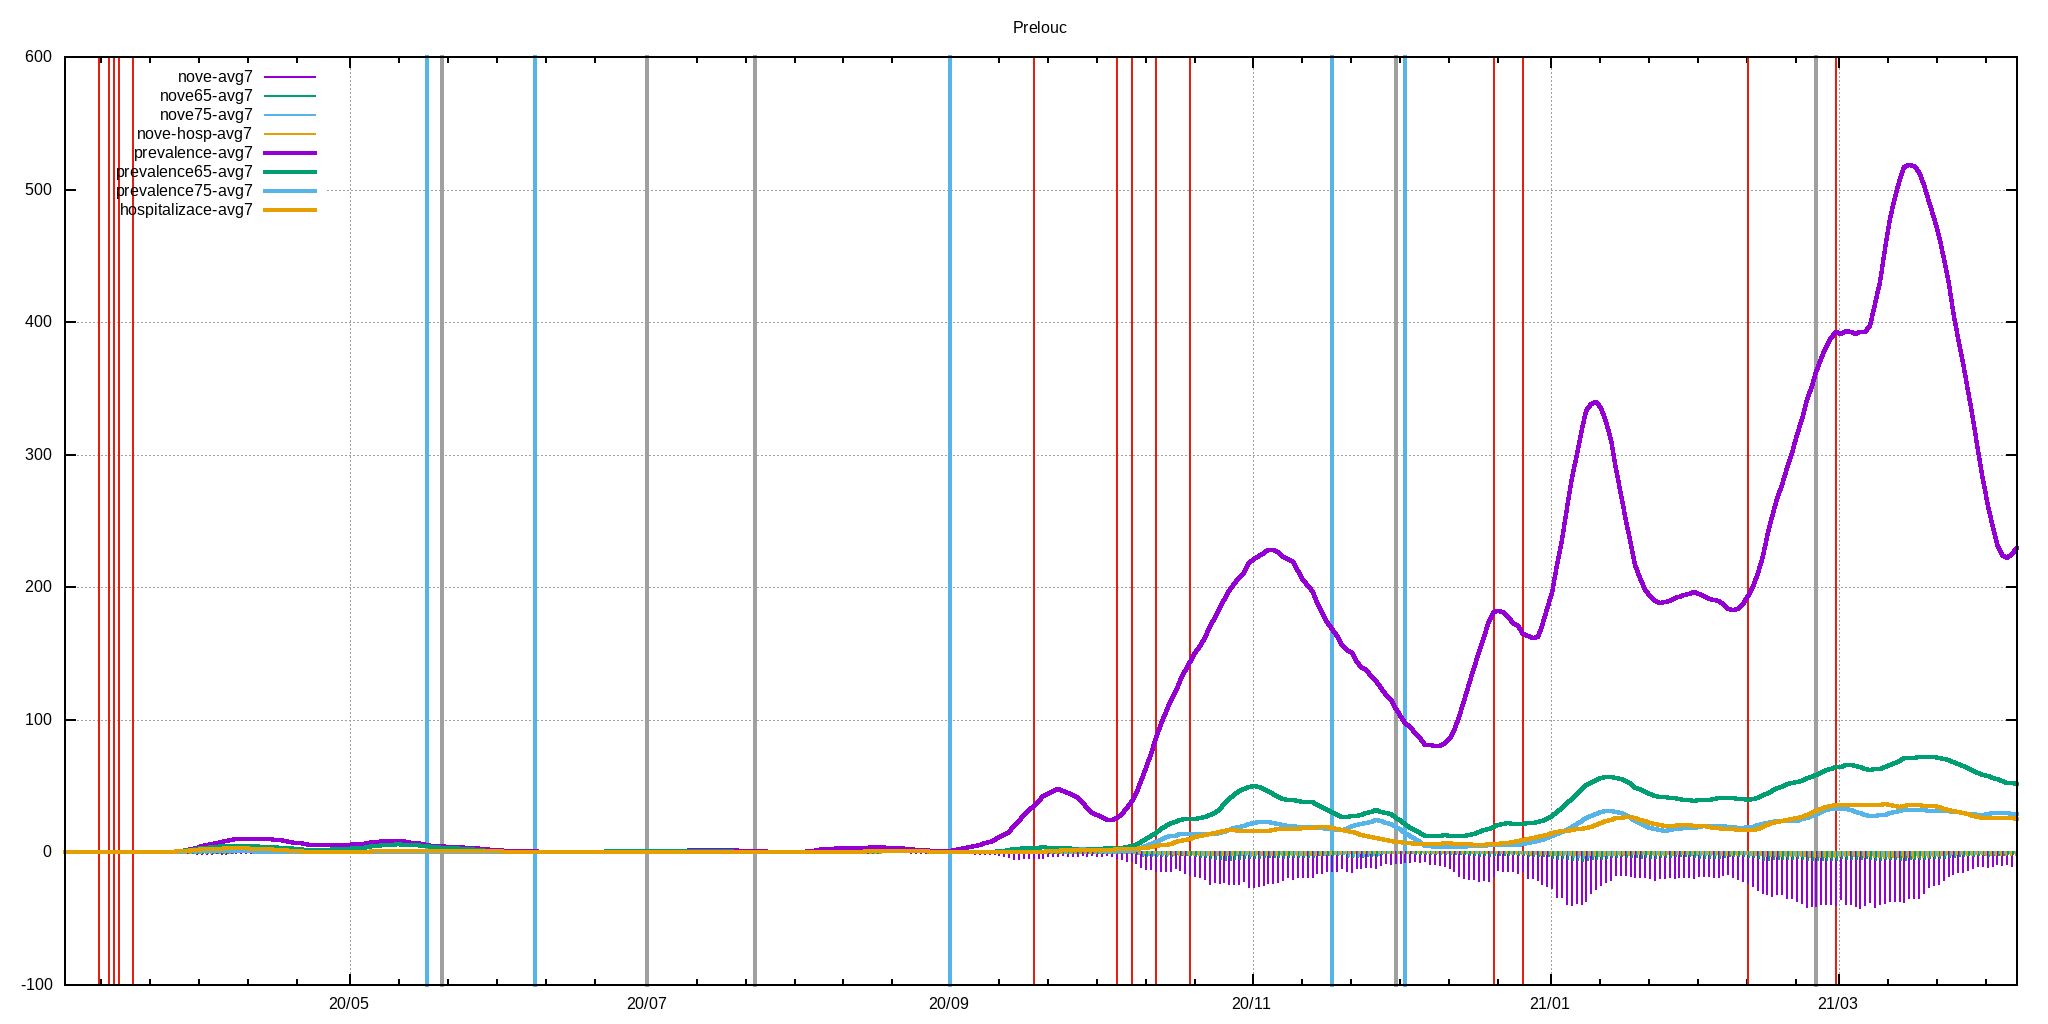 Prelouc
600
nove-avg7
nove65-avg7
nove75-avg7
nove-hosp-avg7
prevalence-avg7
prevalence65-avg7
500
prevalence75-avg7
hospitalizace-avg7
400
300
200
100
0
-100
20/05 20/07 20/09 20/11 21/01 21/03